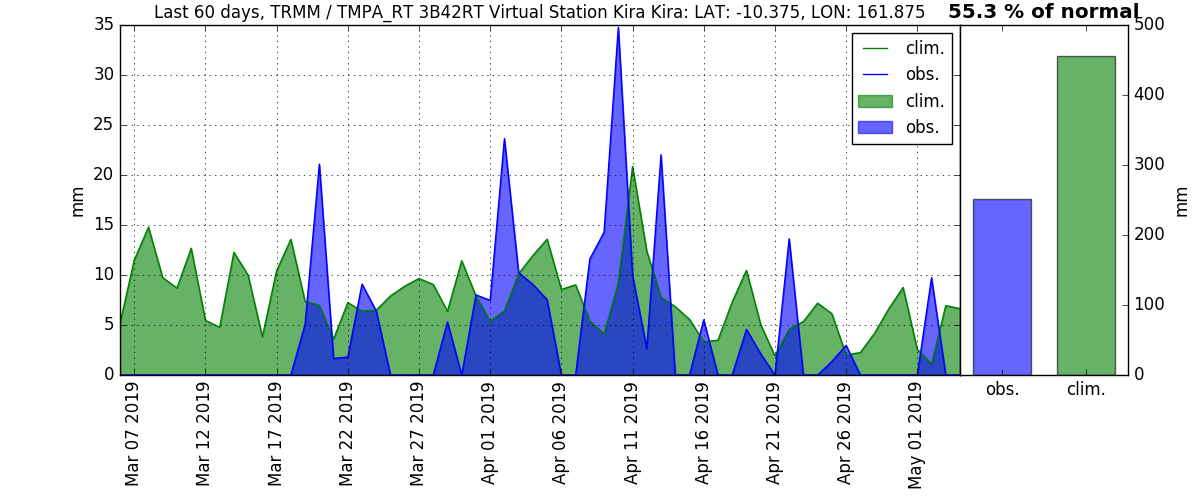 Last 60 days, TRMM / TMPA_RT 3B42RT Virtual Station Kira Kira: LAT: -10.375, LON: 161.875
55.3 % of normal
35
30
25
20
15
10
5
0
mm
clim.
obs.
clim.
obs.
500
400
300
200
100
0
mm
Mar 07 2019
Mar 12 2019
Mar 17 2019
Mar 22 2019
Mar 27 2019
Apr 01 2019
Apr 06 2019
Apr 11 2019
Apr 16 2019
Apr 21 2019
Apr 26 2019
May 01 2019
obs.
clim.